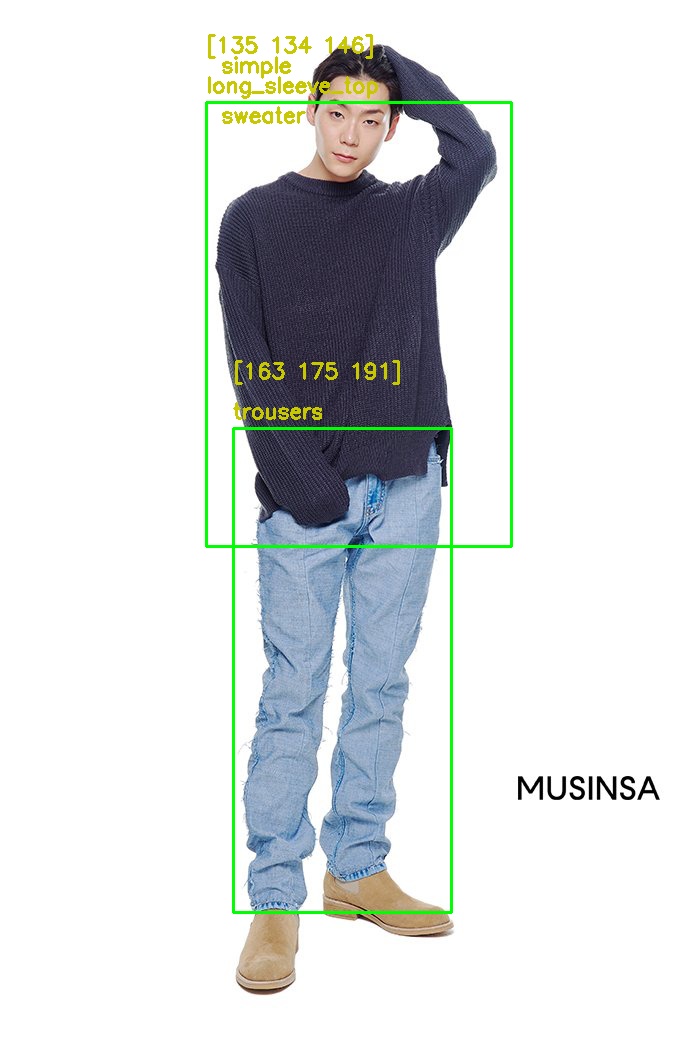 [135 134 146]
simple
long_sleeve_top
sweater
[163 175 191]
trousers
MUSINSA